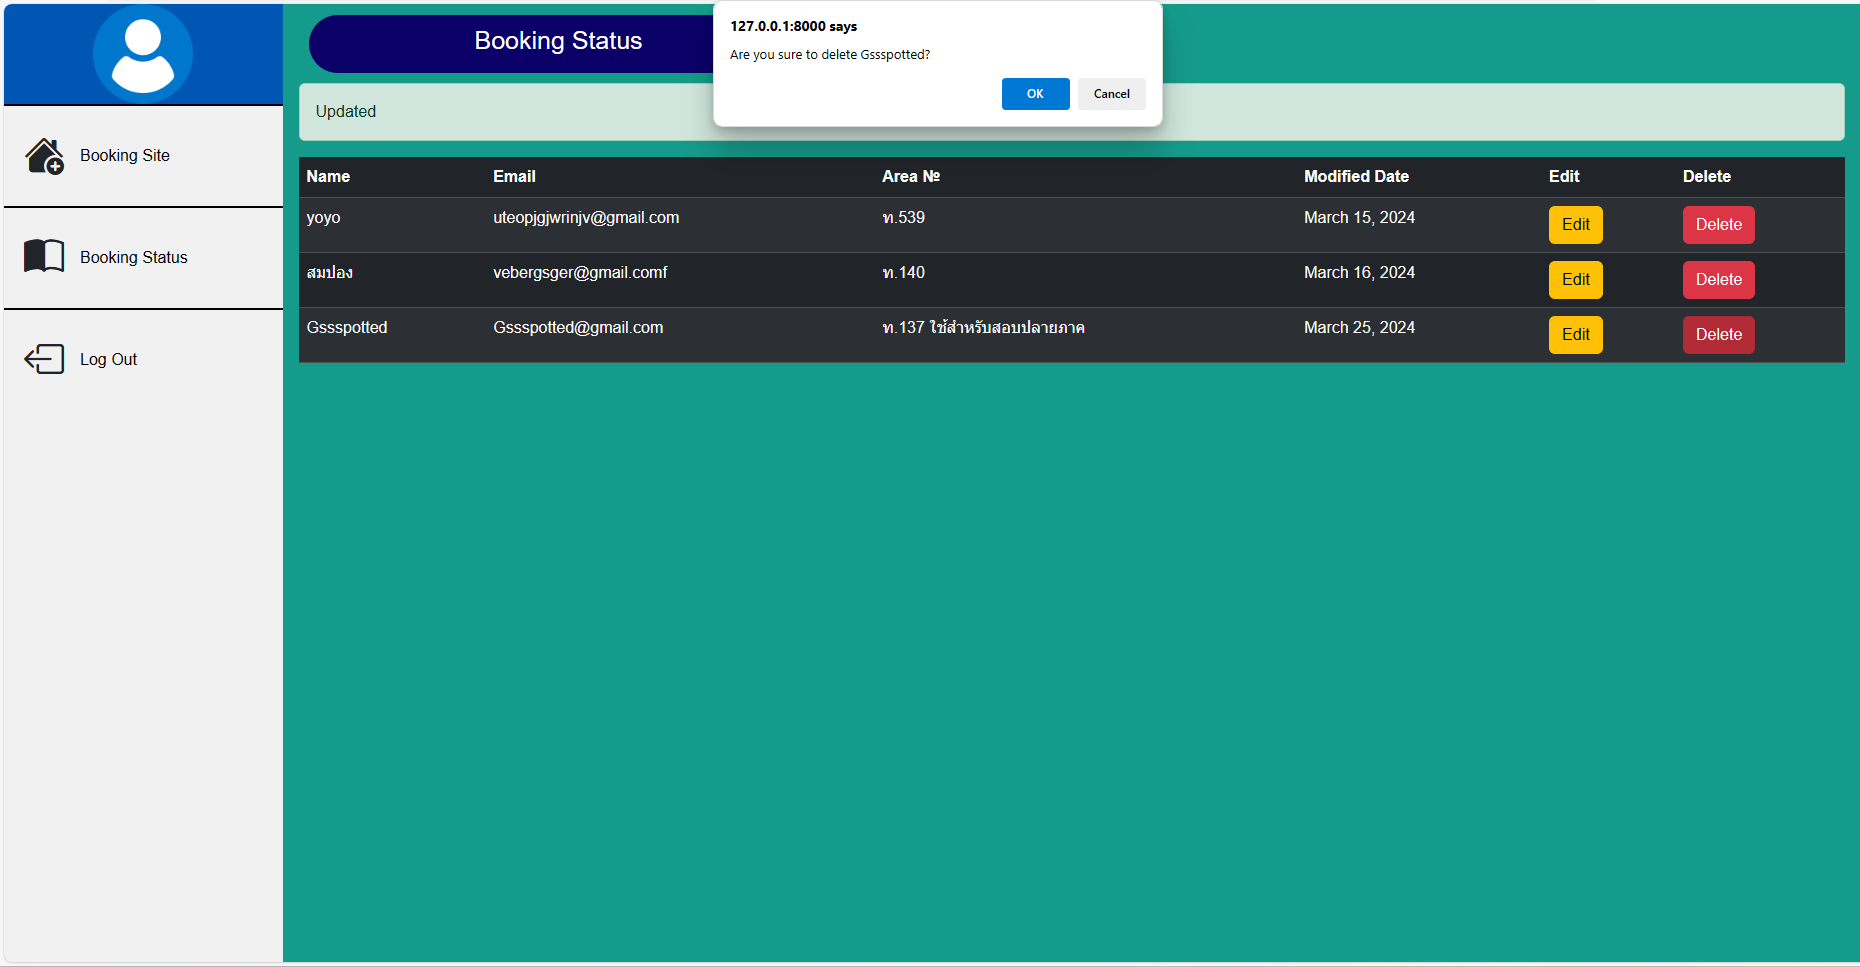 Booking Status
127.0.0.1:8000 says
Are you sure to delete Gssspotted?
OK Cancel
Updated
Booking Site
Booking Status
Log Out
Name Email Area № Modified Date Edit Delete
yoyo uteopjgjwrinjv@gmail.com ท.539 March 15, 2024 Edit Delete
สมปอง vebergsger@gmail.comf ท.140 March 16, 2024 Edit Delete
Gssspotted Gssspotted@gmail.com ท.137 ใช้สำหรับสอบปลายภาค March 25, 2024 Edit Delete